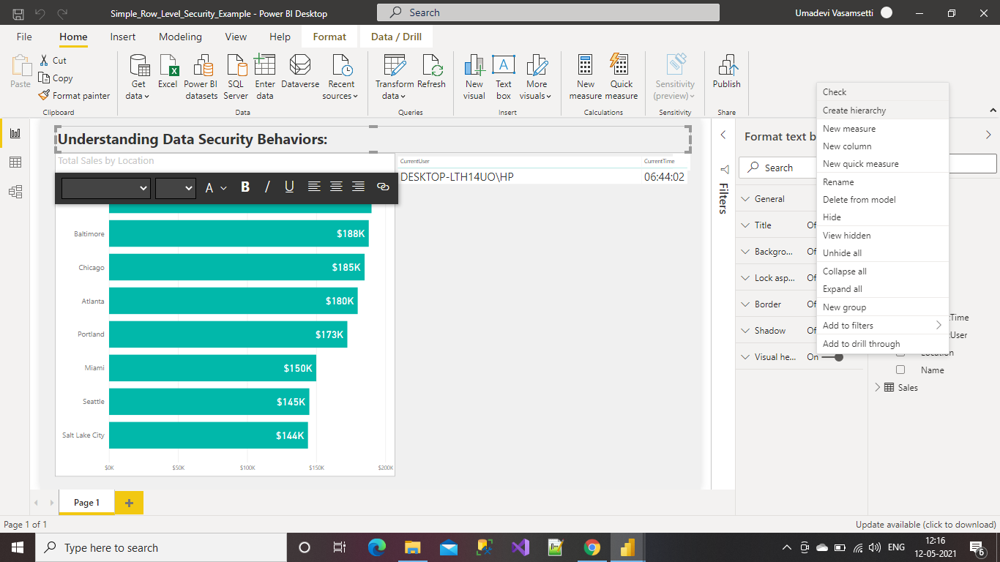 Simple_Row_Level_Security_Example - Power BI Desktop
Search
Umadevi Vasamsetti
File Home Insert Modeling View Help Format Data / Drill
Paste
Cut
Copy
Format painter
Clipboard
Get data
Excel
Power BI datasets
SQL Server
Enter data
Dataverse
Recent sources
Data
Transform data
Refresh
Queries
New visual
Text box
More visuals
Insert
New measure
Quick measure
Calculations
Sensitivity (preview)
Sensitivity
Publish
Share
Understanding Data Security Behaviors:
Total Sales by Location
A B I U
Baltimore $188K
Chicago $185K
Atlanta $180K
Portland $173K
Miami $150K
Seattle $145K
Salt Lake City $144K
$0K $50K $100K $150K $200K
CurrentUser CurrentTime
DESKTOP-LTH14UO\HP 06:44:02
Filters
Format text b
Search
General
Title Of
Backgro... Of
Lock asp... Of
Border Of
Shadow Of
Visual he... On
Check
Create hierarchy
New measure
New column
New quick measure
Rename
Delete from model
Hide
View hidden
Unhide all
Collapse all
Expand all
New group
Add to filters
Add to drill through
Time
User
Location
Name
Sales
Page 1
Page 1 of 1
Update available (click to download)
Type here to search
ENG
12:16
12-05-2021
6